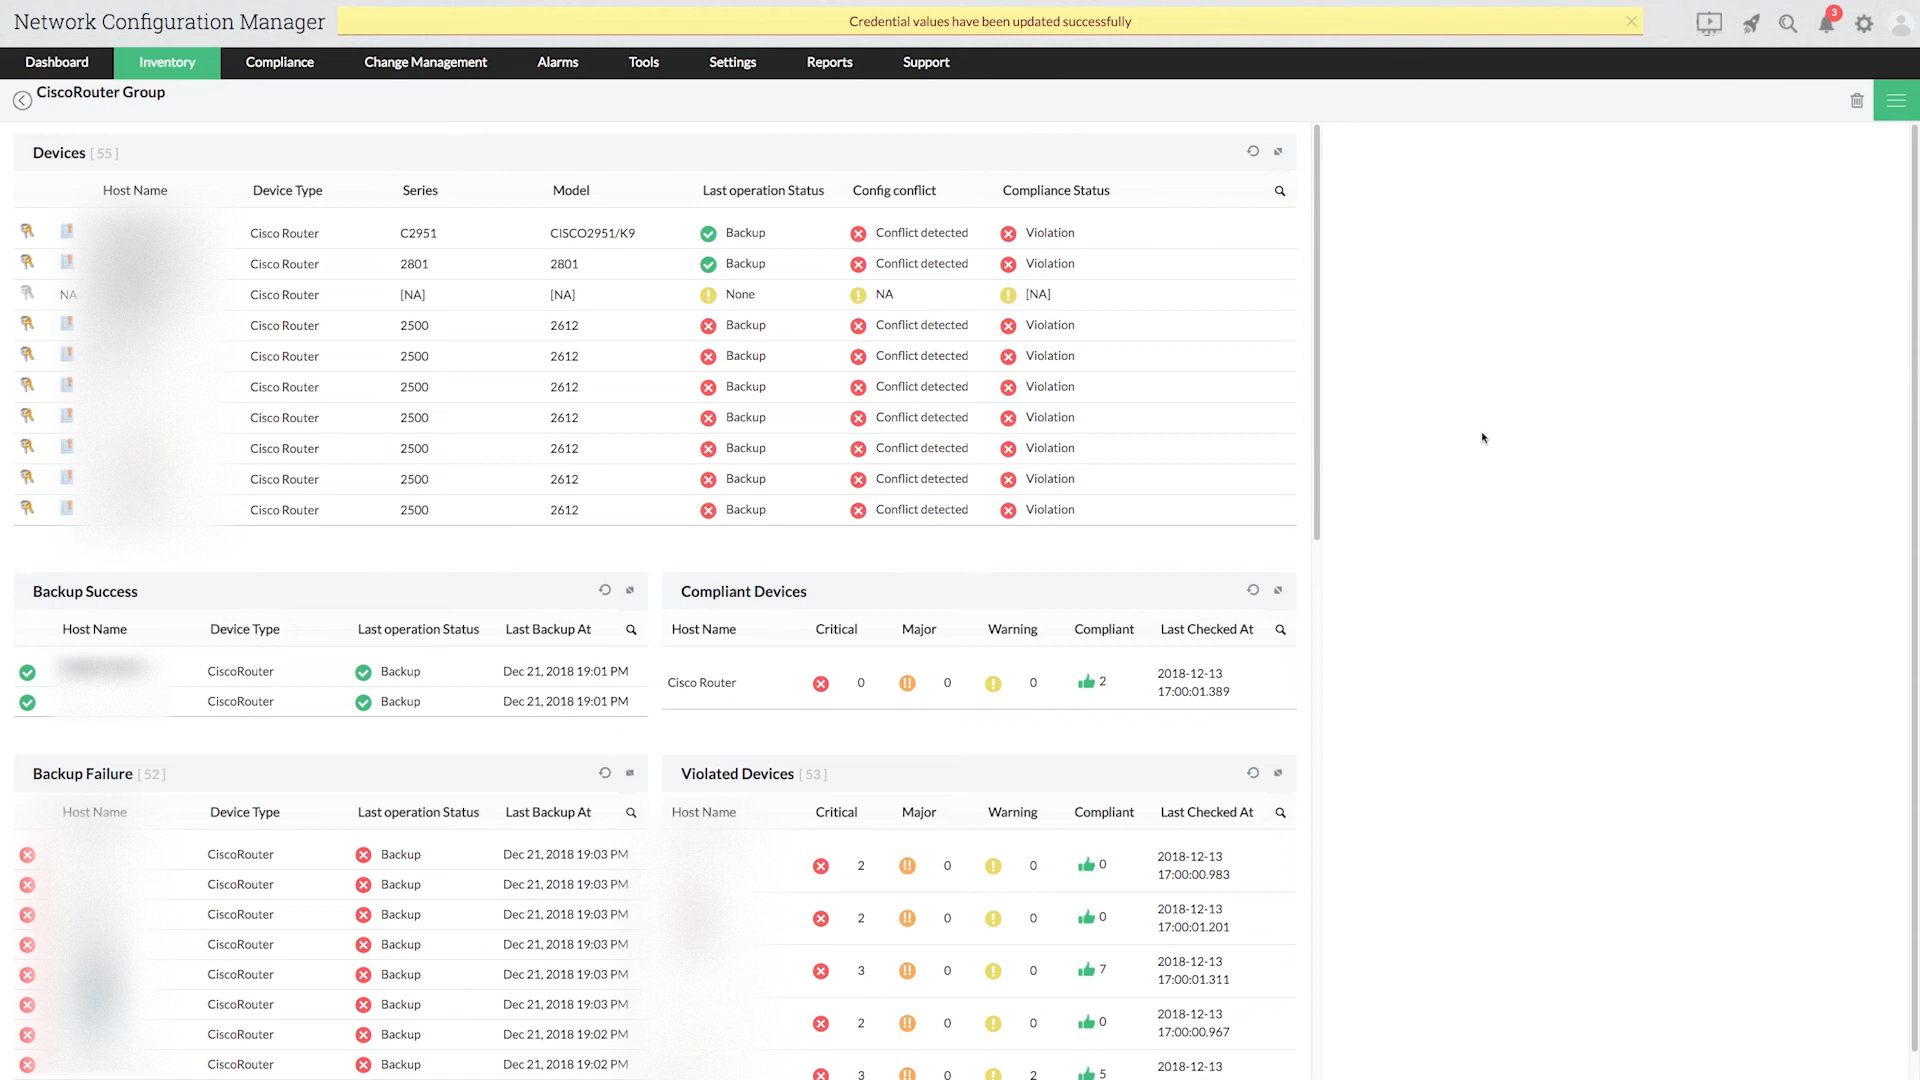 Network Configuration Manager
Credential values have been updated successfully
3
Dashboard Inventory Compliance Change Management Alarms Tools Settings Reports Support
CiscoRouter Group
Devices [ 55 ]
Host Name Device Type Series Model Last operation Status Config conflict Compliance Status
Cisco Router C2951 CISCO2951/K9 Backup Conflict detected Violation
Cisco Router 2801 2801 Backup Conflict detected Violation
NA Cisco Router [NA] [NA] None NA [NA]
Cisco Router 2500 2612 Backup Conflict detected Violation
Cisco Router 2500 2612 Backup Conflict detected Violation
Cisco Router 2500 2612 Backup Conflict detected Violation
Cisco Router 2500 2612 Backup Conflict detected Violation
Cisco Router 2500 2612 Backup Conflict detected Violation
Cisco Router 2500 2612 Backup Conflict detected Violation
Cisco Router 2500 2612 Backup Conflict detected Violation
Backup Success
Host Name Device Type Last operation Status Last Backup At
CiscoRouter Backup Dec 21, 2018 19:01 PM
CiscoRouter Backup Dec 21, 2018 19:01 PM
Compliant Devices
Host Name Critical Major Warning Compliant Last Checked At
Cisco Router 0 0 0 2 2018-12-13
17:00:01.389
Backup Failure [ 52 ]
Host Name Device Type Last operation Status Last Backup At
CiscoRouter Backup Dec 21, 2018 19:03 PM
CiscoRouter Backup Dec 21, 2018 19:03 PM
CiscoRouter Backup Dec 21, 2018 19:03 PM
CiscoRouter Backup Dec 21, 2018 19:03 PM
CiscoRouter Backup Dec 21, 2018 19:03 PM
CiscoRouter Backup Dec 21, 2018 19:03 PM
CiscoRouter Backup Dec 21, 2018 19:02 PM
CiscoRouter Backup Dec 21, 2018 19:02 PM
Violated Devices [ 53 ]
Host Name Critical Major Warning Compliant Last Checked At
2 0 0 0 2018-12-13
17:00:00.983
2 0 0 0 2018-12-13
17:00:01.201
3 0 0 7 2018-12-13
17:00:01.311
2 0 0 0 2018-12-13
17:00:00.967
3 0 2 5 2018-12-13